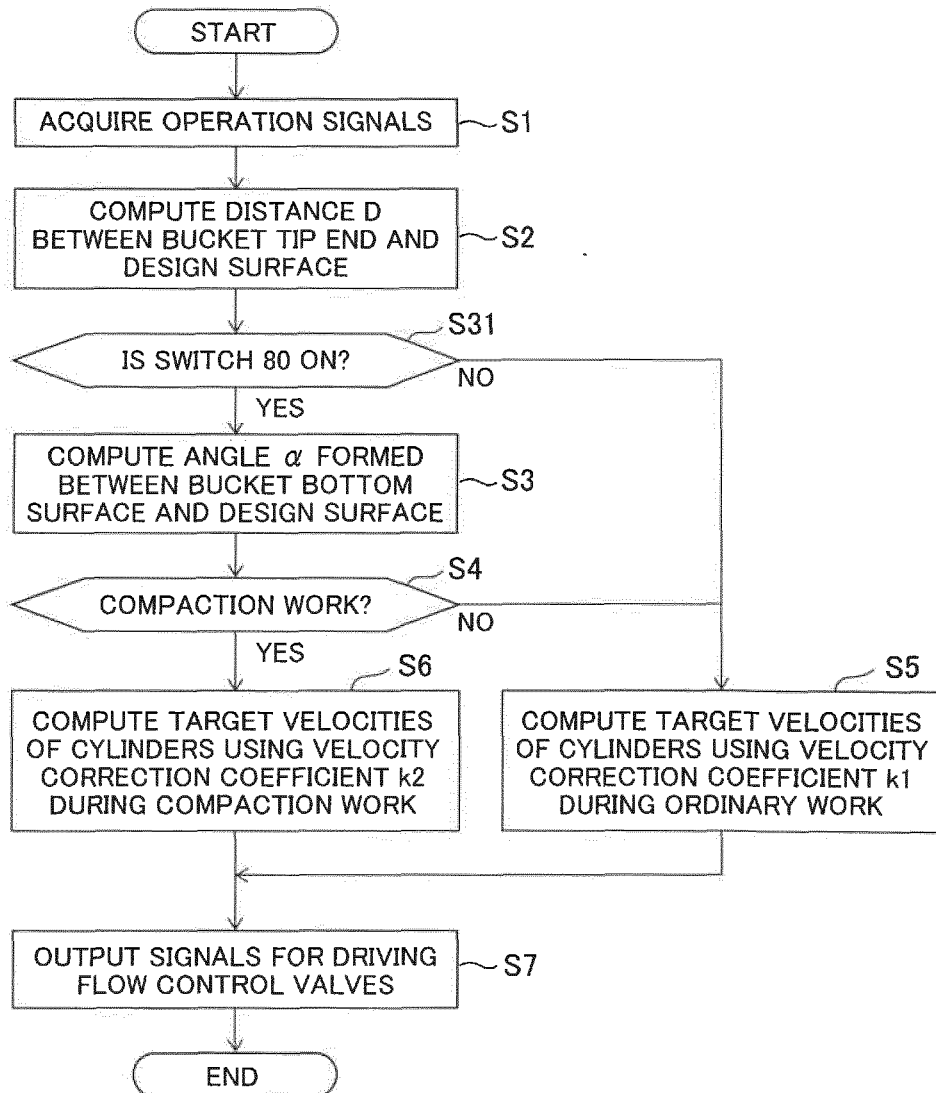 START
ACQUIRE OPERATION SIGNALS
S1
COMPUTE DISTANCE D
BETWEEN BUCKET TIP END AND
DESIGN SURFACE
S2
S31
IS SWITCH 80 ON?
NO
YES
COMPUTE ANGLE α FORMED
BETWEEN BUCKET BOTTOM
SURFACE AND DESIGN SURFACE
S3
S4
COMPACTION WORK?
NO
YES
S6
COMPUTE TARGET VELOCITIES
OF CYLINDERS USING VELOCITY
CORRECTION COEFFICIENT k2
DURING COMPACTION WORK
S5
COMPUTE TARGET VELOCITIES
OF CYLINDERS USING VELOCITY
CORRECTION COEFFICIENT k1
DURING ORDINARY WORK
OUTPUT SIGNALS FOR DRIVING
FLOW CONTROL VALVES
S7
END